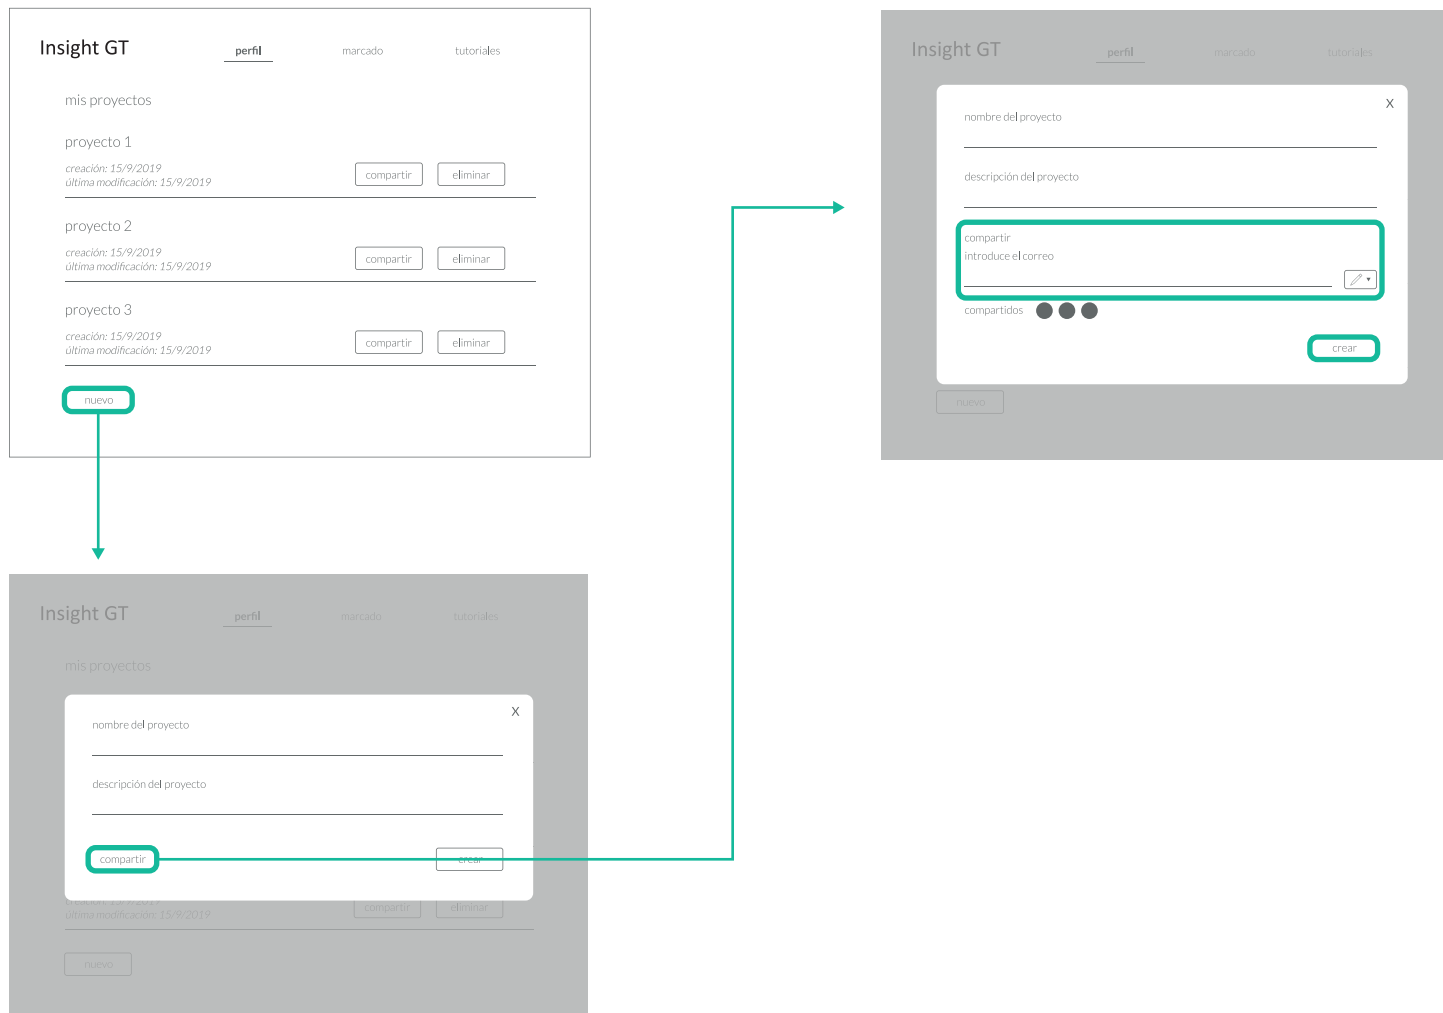 Insight GT
perfil marcado tutoriales
mis proyectos
proyecto 1
creación: 15/9/2019
última modificación: 15/9/2019
compartir eliminar
proyecto 2
creación: 15/9/2019
última modificación: 15/9/2019
compartir eliminar
proyecto 3
creación: 15/9/2019
última modificación: 15/9/2019
compartir eliminar
nuevo
Insight GT
perfil marcado tutoriales
mis proyectos
X
nombre del proyecto
descripción del proyecto
compartir crear
creación: 15/9/2019
última modificación: 15/9/2019
compartir eliminar
nuevo
Insight GT
perfil marcado tutoriales
X
nombre del proyecto
descripción del proyecto
compartir
introduce el correo
compartidos
crear
nuevo